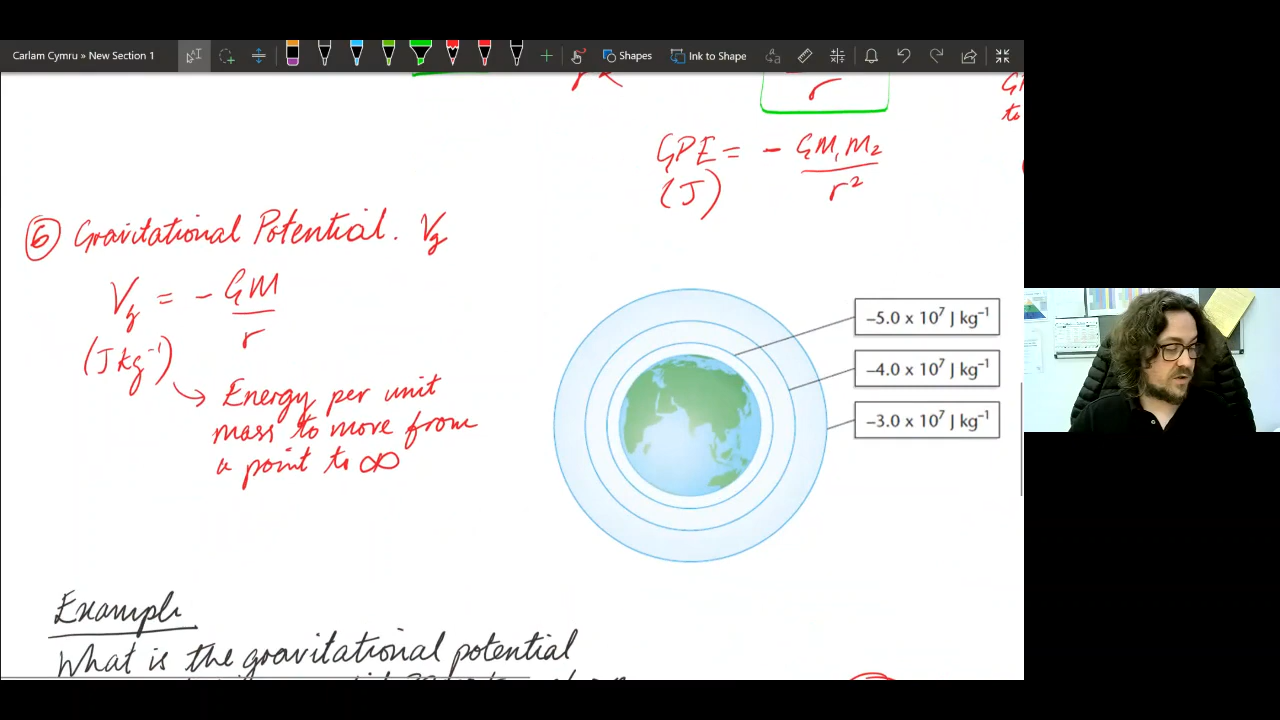 Carlam Cymru » New Section 1
Shapes
Ink to Shape
r
r
to
GPE = - GM₁M₂
r²
(J)
⑥ Gravitational Potential. Vg
Vg = - GM
r
(J kg⁻¹)
Energy per unit
mass to move from
a point to ∞
–5.0 x 10⁷ J kg⁻¹
–4.0 x 10⁷ J kg⁻¹
–3.0 x 10⁷ J kg⁻¹
Example
What is the gravitational potential